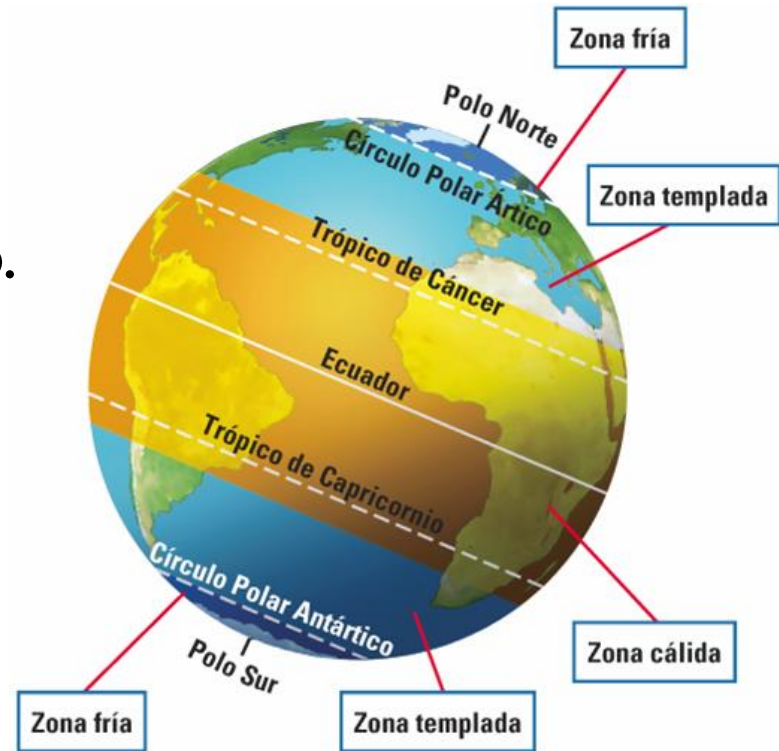 Zona fría
Polo Norte
Círculo Polar Ártico
Zona templada
Trópico de Cáncer
Ecuador
Trópico de Capricornio
Círculo Polar Antártico
Polo Sur
Zona cálida
Zona fría
Zona templada